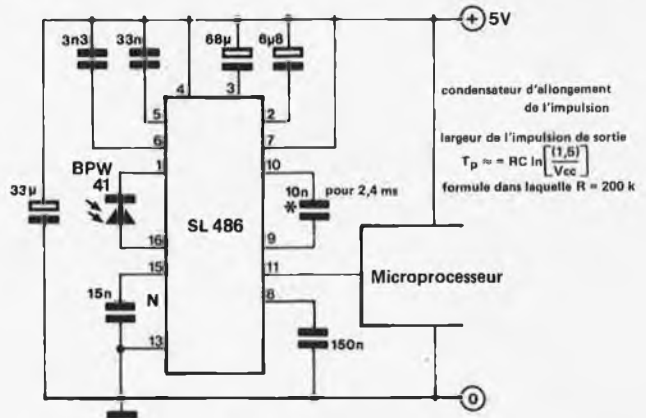 3n3
33n
68µ
6µ8
5V
4
3
5
2
6
7
1
10
BPW
41
33µ
10n
*
pour 2,4 ms
SL 486
16
9
15
11
15n
N
8
13
150n
Microprocesseur
0
condensateur d'allongement
de l'impulsion
largeur de l'impulsion de sortie
Tp ≈ = RC ln[(1,5)/Vcc]
formule dans laquelle R = 200 k